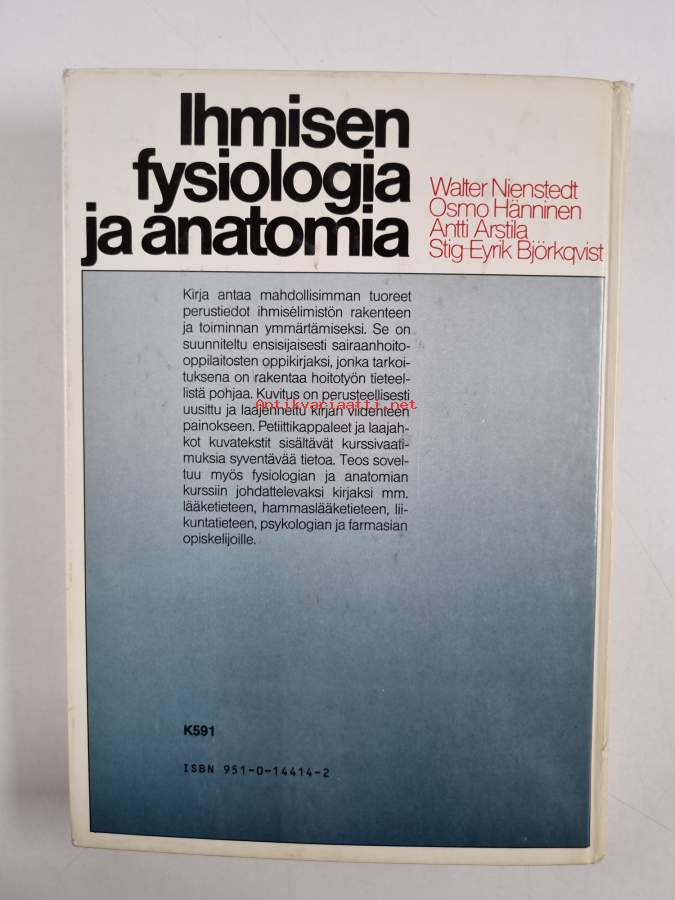 Ihmisen
fysiologia
ja anatomia
Walter Nienstedt
Osmo Hänninen
Antti Arstila
Stig-Eyrik Björkqvist
Kirja antaa mahdollisimman tuoreet
perustiedot ihmiselimistön rakenteen
ja toiminnan ymmärtämiseksi. Se on
suunniteltu ensisijaisesti sairaanhoito-
oppilaitosten oppikirjaksi, jonka tarkoi-
tuksena on rakentaa hoitotyön tieteel-
listä pohjaa. Kuvitus on perusteellisesti
uusittu ja laajennettu kirjan viidenteen
Antikvariaatti.net
painokseen. Petiittikappaleet ja laajah-
kot kuvatekstit sisältävät kurssivaati-
muksia syventävää tietoa. Teos sovel-
tuu myös fysiologian ja anatomian
kurssiin johdattelevaksi kirjaksi mm.
lääketieteen, hammaslääketieteen, lii-
kuntatieteen, psykologian ja farmasian
opiskelijoille.
K591
ISBN 951-0-14414-2